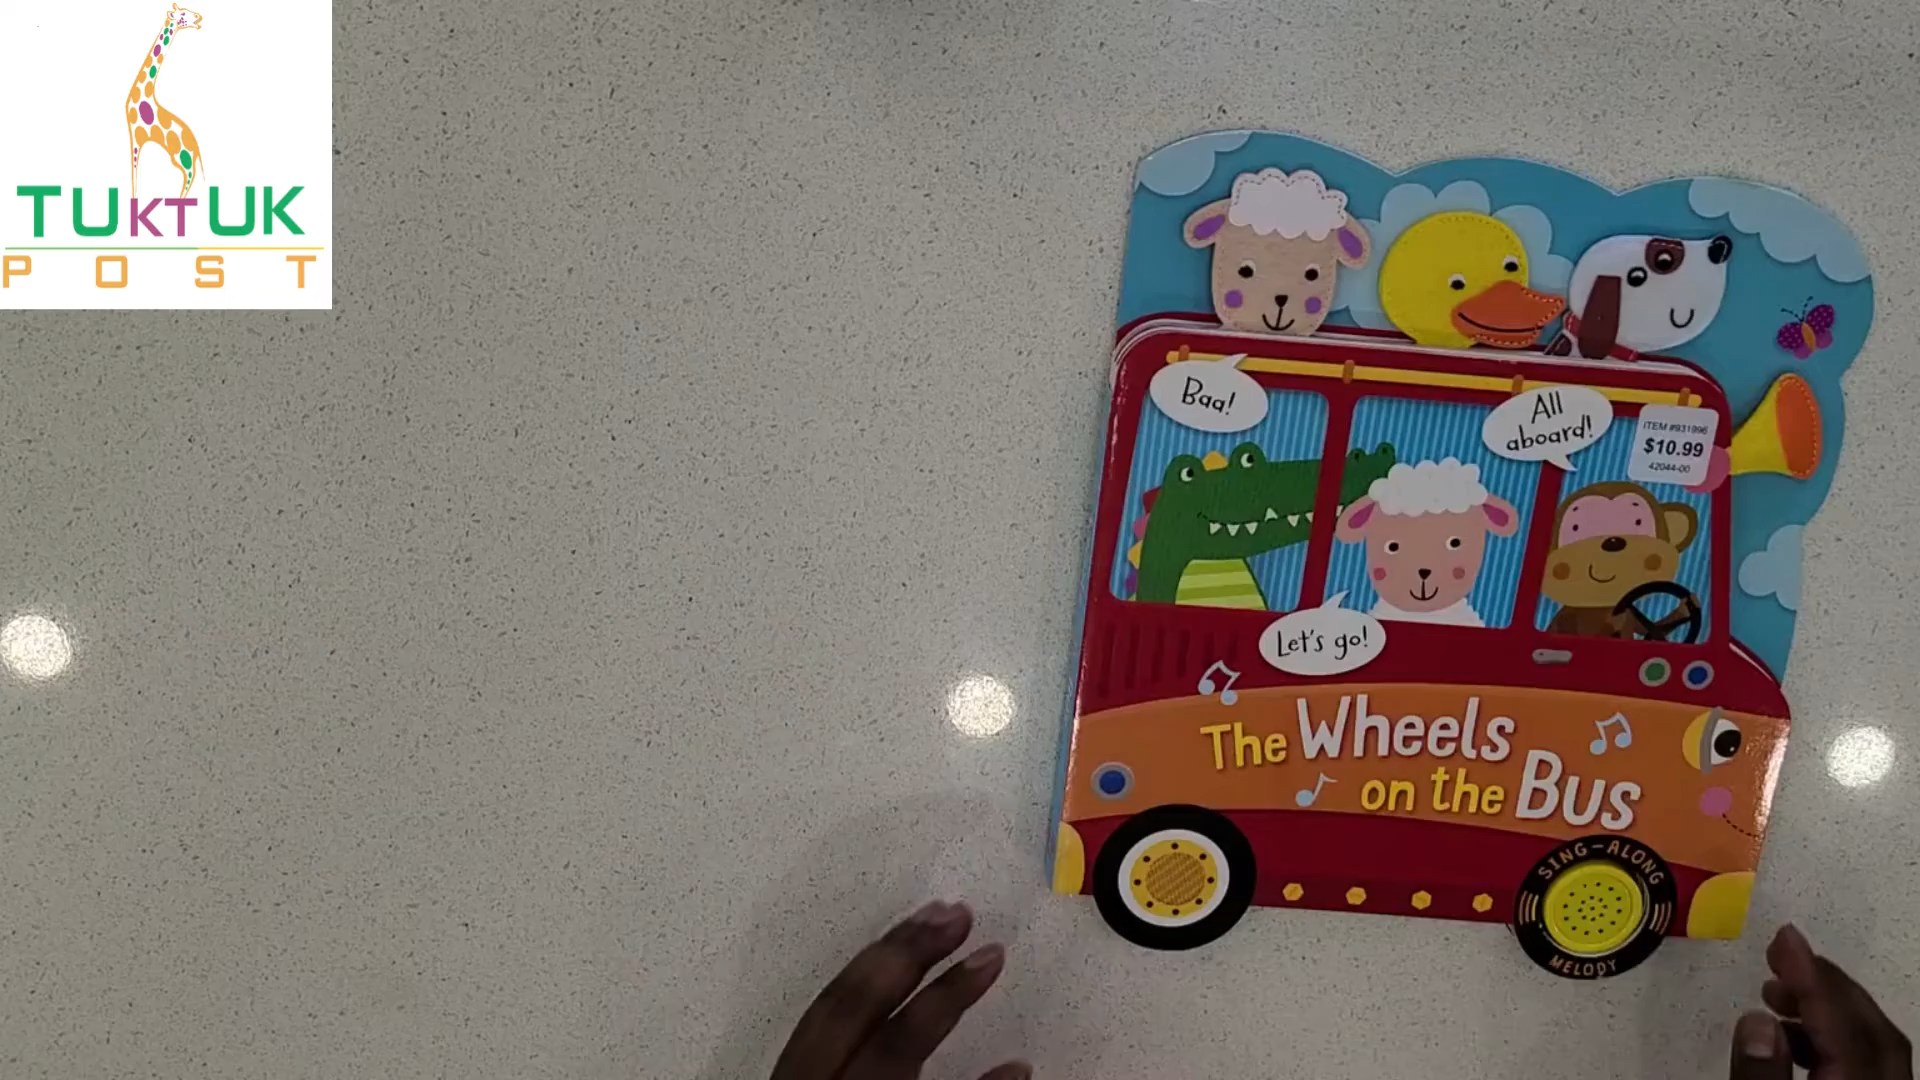 TUKTUK
POST
Baa!
All
aboard!
ITEM #931996
$10.99
42044-00
Let's go!
The Wheels
on the Bus
SING-ALONG
MELODY